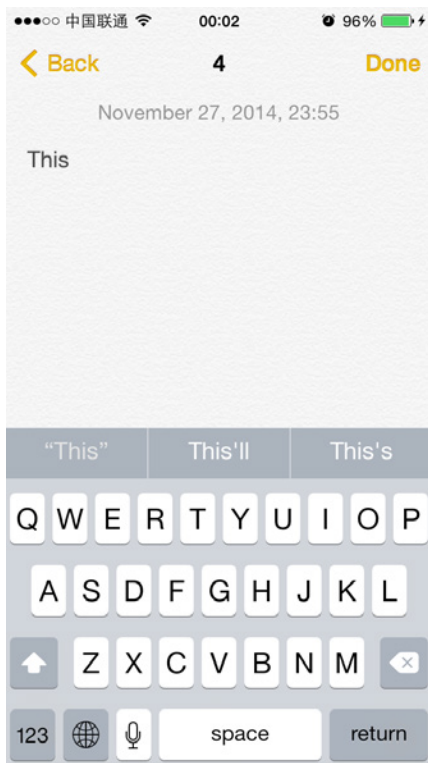 中国联通 00:02 96%
Back 4 Done
November 27, 2014, 23:55
This
“This” This'll This's
Q W E R T Y U I O P
A S D F G H J K L
Z X C V B N M
123 space return